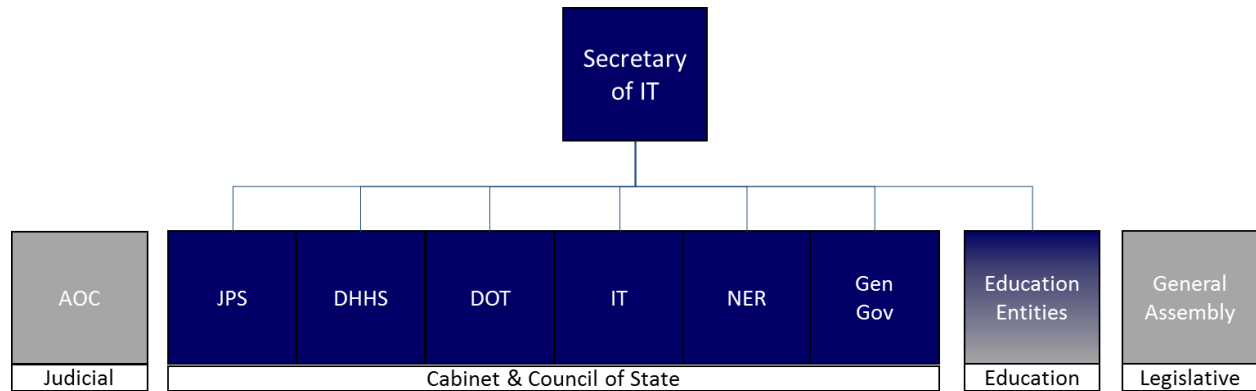 Secretary
of IT
AOC
JPS
DHHS
DOT
IT
NER
Gen
Gov
Education
Entities
General
Assembly
Judicial
Cabinet & Council of State
Education
Legislative